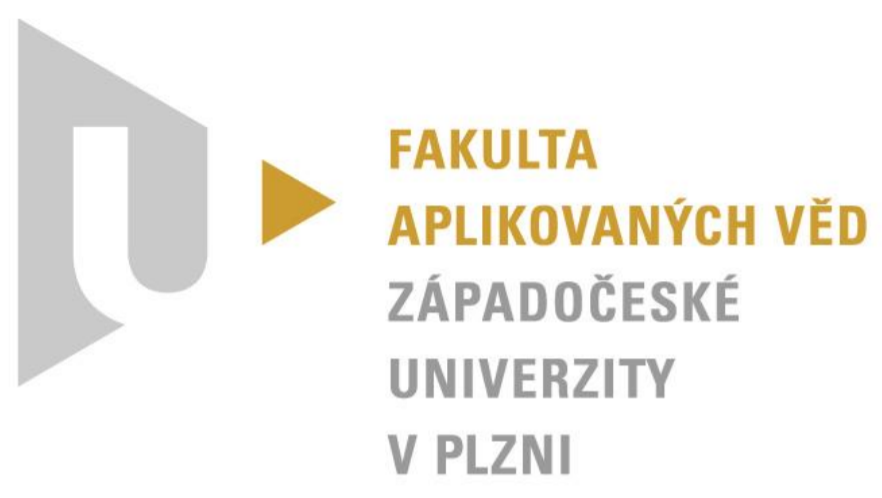 FAKULTA
APLIKOVANÝCH VĚD
ZÁPADOČESKÉ
UNIVERZITY
V PLZNI